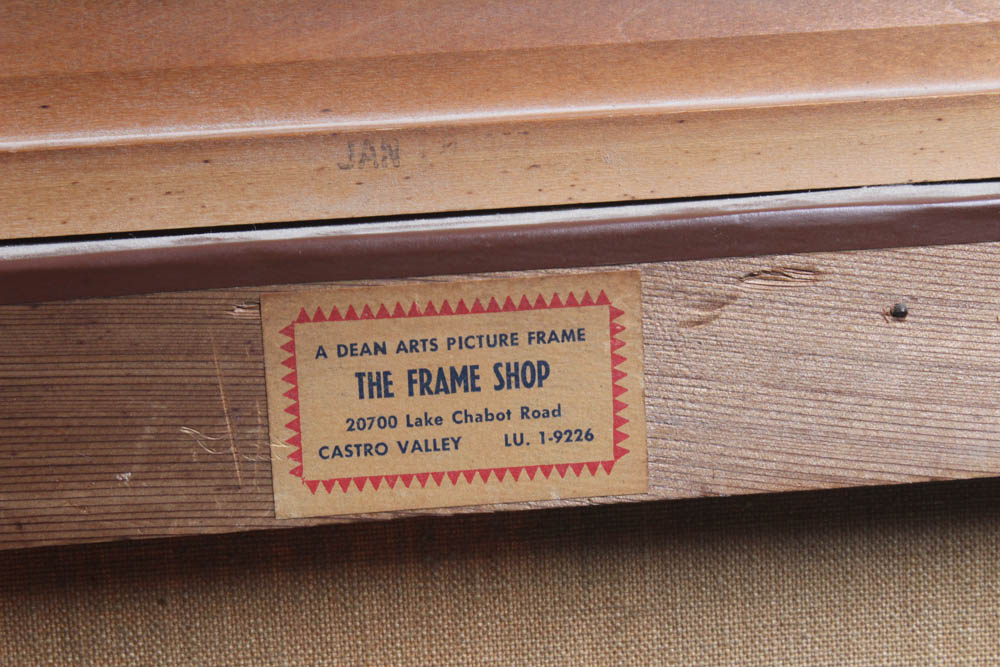 JAN
A DEAN ARTS PICTURE FRAME
THE FRAME SHOP
20700 Lake Chabot Road
CASTRO VALLEY LU. 1-9226